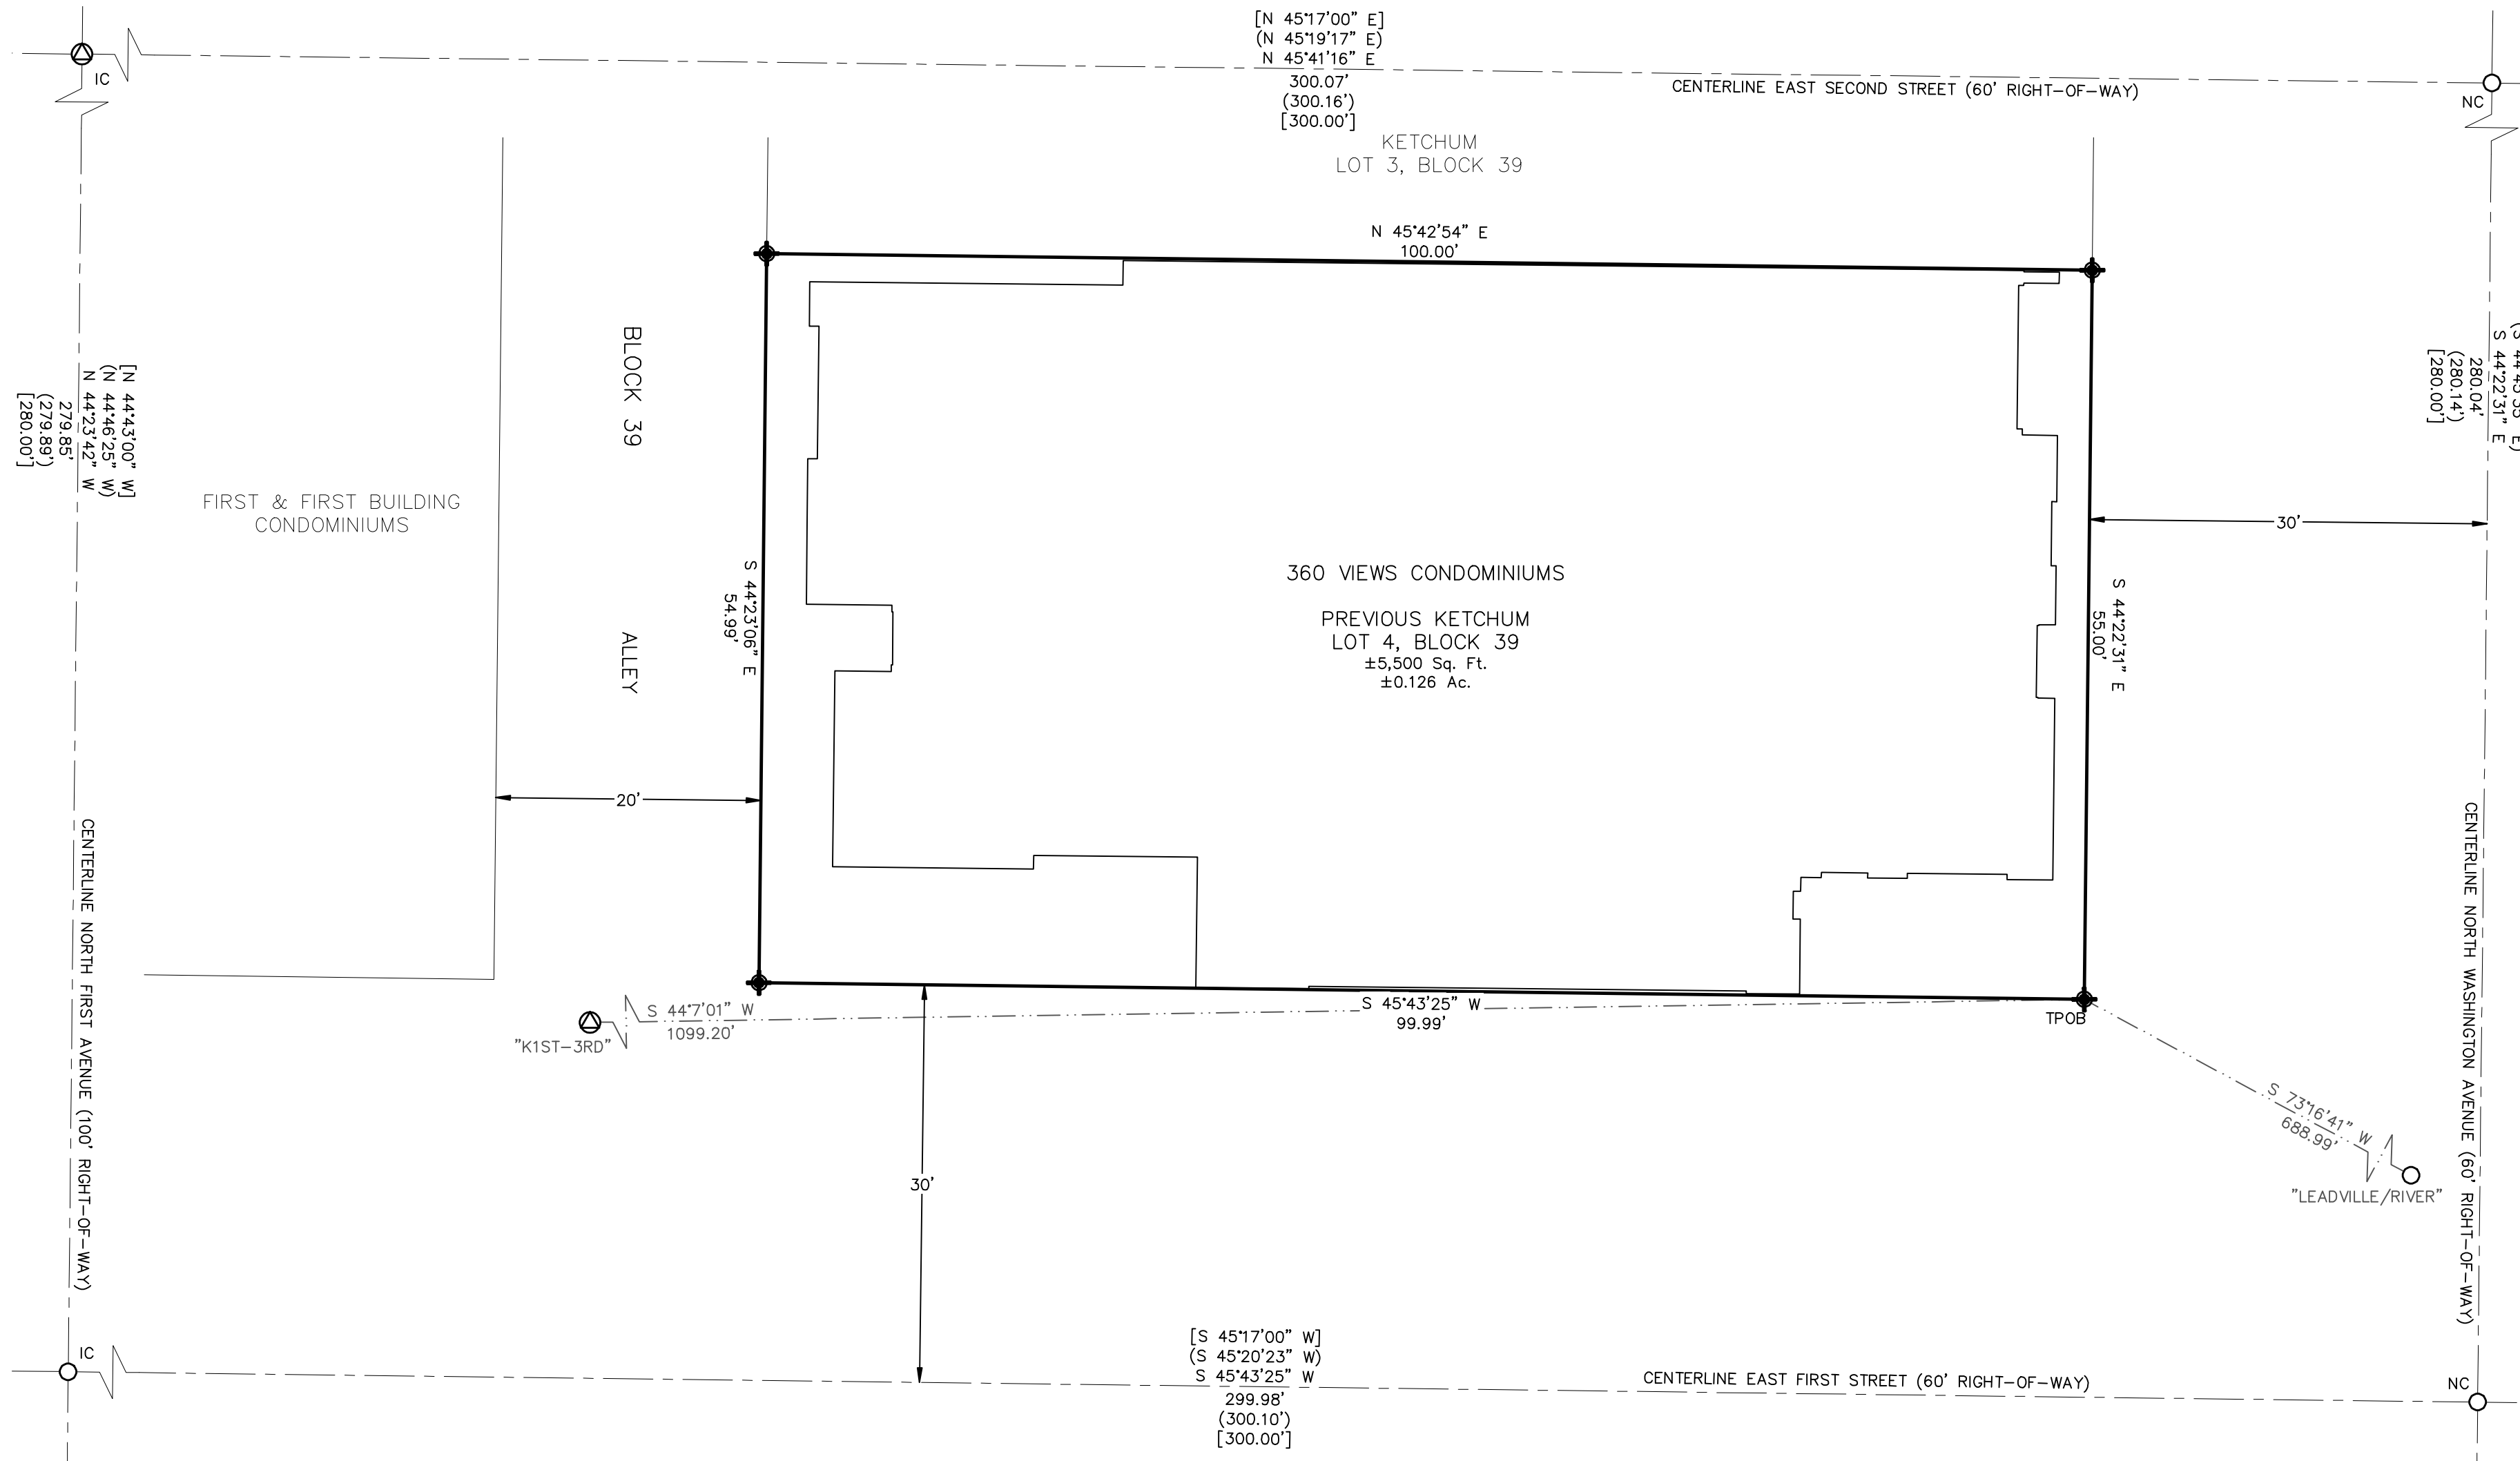 [N 45°17'00" E]
(N 45°19'17" E)
N 45°41'16" E
300.07'
(300.16')
[300.00']
CENTERLINE EAST SECOND STREET (60' RIGHT-OF-WAY)
IC
NC
KETCHUM
LOT 3, BLOCK 39
N 45°42'54" E
100.00'
[N 44°43'00" W]
(N 44°46'25" W)
N 44°23'42" W
279.85'
(279.89')
[280.00']
S 44°22'31" E
280.04'
(280.14')
[280.00']
FIRST & FIRST BUILDING
CONDOMINIUMS
BLOCK 39
ALLEY
S 44°23'06" E
54.99'
360 VIEWS CONDOMINIUMS
PREVIOUS KETCHUM
LOT 4, BLOCK 39
±5,500 Sq. Ft.
±0.126 Ac.
S 44°22'31" E
55.00'
30'
20'
CENTERLINE NORTH FIRST AVENUE (100' RIGHT-OF-WAY)
CENTERLINE NORTH WASHINGTON AVENUE (60' RIGHT-OF-WAY)
S 44°7'01" W
1099.20'
"K1ST-3RD"
S 45°43'25" W
99.99'
TPOB
S 73°16'41" W
688.99'
"LEADVILLE/RIVER"
30'
IC
[S 45°17'00" W]
(S 45°20'23" W)
S 45°43'25" W
299.98'
(300.10')
[300.00']
CENTERLINE EAST FIRST STREET (60' RIGHT-OF-WAY)
NC